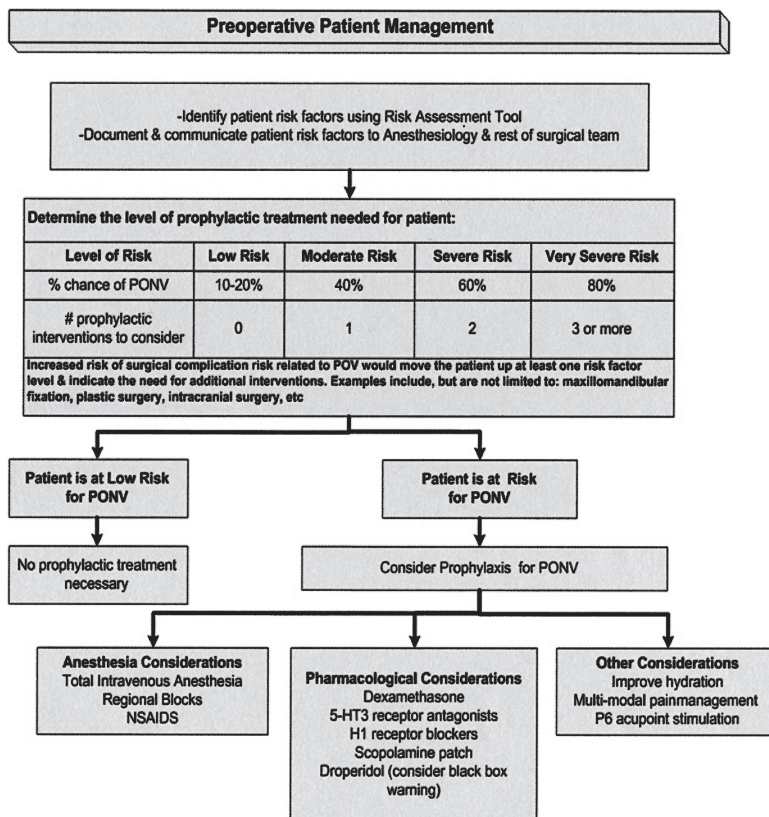 Preoperative Patient Management
-Identify patient risk factors using Risk Assessment Tool
-Document & communicate patient risk factors to Anesthesiology & rest of surgical team
Determine the level of prophylactic treatment needed for patient:
Level of Risk Low Risk Moderate Risk Severe Risk Very Severe Risk
% chance of PONV 10-20% 40% 60% 80%
# prophylactic
interventions to consider 0 1 2 3 or more
Increased risk of surgical complication risk related to POV would move the patient up at least one risk factor
level & indicate the need for additional interventions. Examples include, but are not limited to: maxillomandibular
fixation, plastic surgery, intracranial surgery, etc
Patient is at Low Risk
for PONV
Patient is at Risk
for PONV
No prophylactic treatment
necessary
Consider Prophylaxis for PONV
Anesthesia Considerations
Total Intravenous Anesthesia
Regional Blocks
NSAIDS
Pharmacological Considerations
Dexamethasone
5-HT3 receptor antagonists
H1 receptor blockers
Scopolamine patch
Droperidol (consider black box
warning)
Other Considerations
Improve hydration
Multi-modal painmanagement
P6 acupoint stimulation